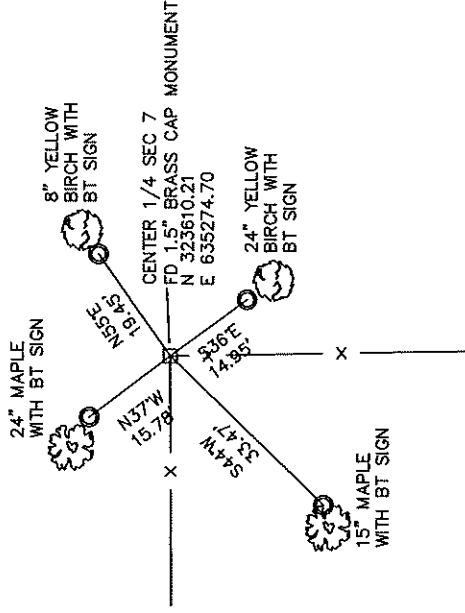 8" YELLOW
BIRCH WITH
BT SIGN
24" MAPLE
WITH BT SIGN
N55°E
19.45'
CENTER 1/4 SEC 7
FD 1.5" BRASS CAP MONUMENT
N 323610.21
E 635274.70
N37°W
15.78'
S36°E
14.95'
24" YELLOW
BIRCH WITH
BT SIGN
S44°W
33.47'
15" MAPLE
WITH BT SIGN
X
X